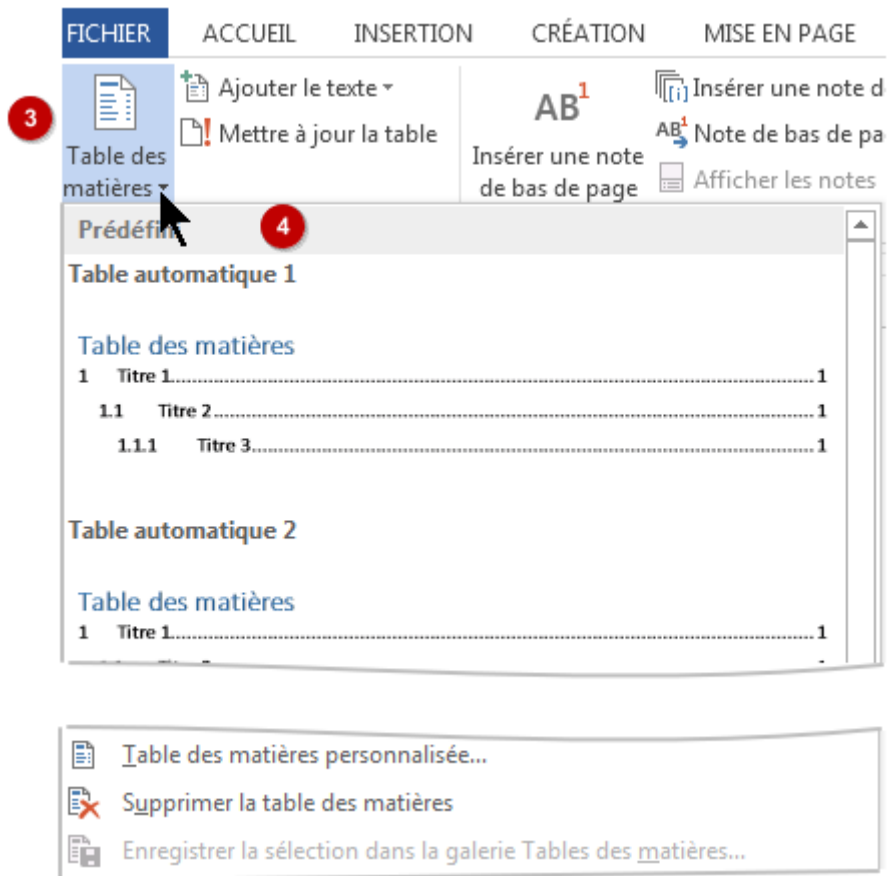 FICHIER ACCUEIL INSERTION CRÉATION MISE EN PAGE
3
Table des
matières
Ajouter le texte
Mettre à jour la table
AB1
Insérer une note
de bas de page
[i] Insérer une note d
AB1 Note de bas de pa
Afficher les notes
4
Table automatique 1
Table des matières
1 Titre 1........................................1
1.1 Titre 2........................................1
1.1.1 Titre 3........................................1
Table automatique 2
Table des matières
1 Titre 1........................................1
Table des matières personnalisée...
Supprimer la table des matières
Enregistrer la sélection dans la galerie Tables des matières...